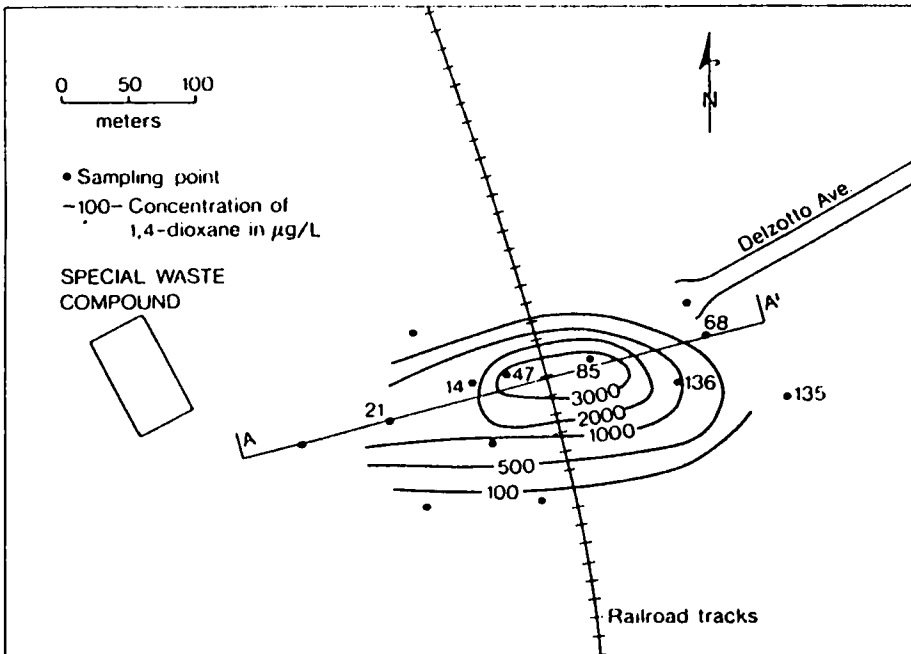 0 50 100
meters
N
• Sampling point
-100- Concentration of
1,4-dioxane in µg/L
SPECIAL WASTE
COMPOUND
Delzotto Ave.
A'
68
47
14
85
136
135
3000
2000
21
1000
A
500
100
Railroad tracks